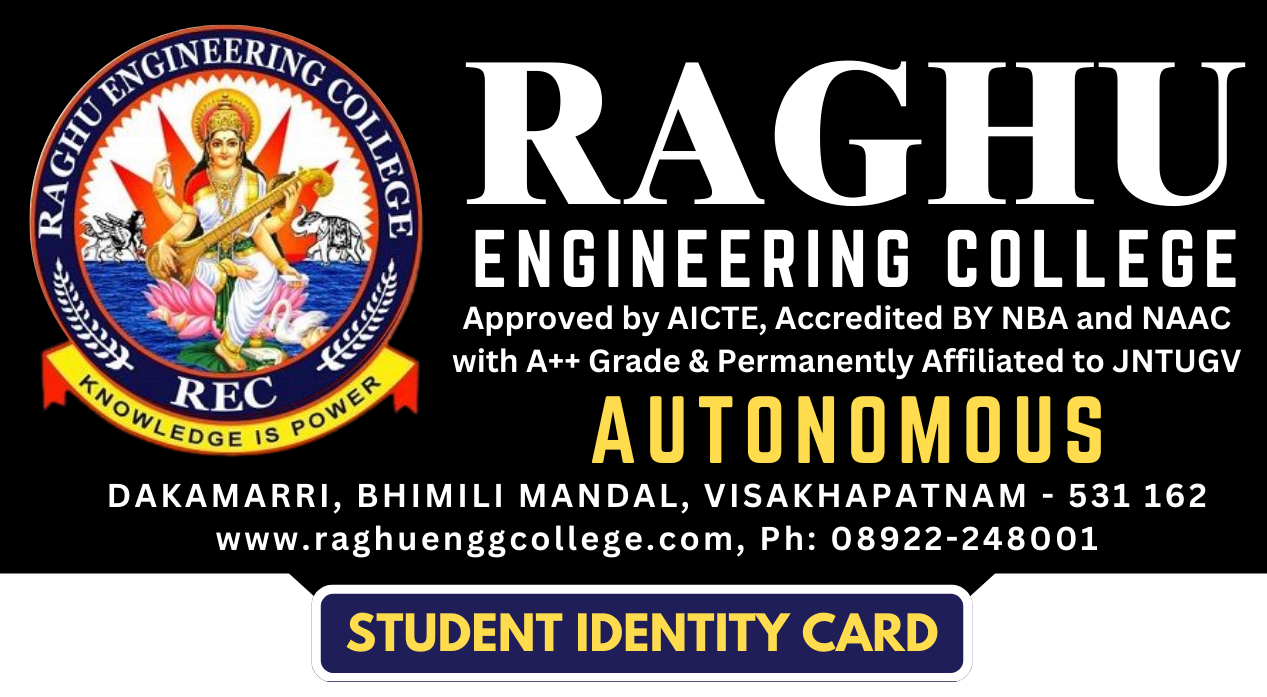 RAGHU ENGINEERING COLLEGE
REC
KNOWLEDGE IS POWER
RAGHU
ENGINEERING COLLEGE
Approved by AICTE, Accredited BY NBA and NAAC
with A++ Grade & Permanently Affiliated to JNTUGV
AUTONOMOUS
DAKAMARRI, BHIMILI MANDAL, VISAKHAPATNAM - 531 162
www.raghuenggcollege.com, Ph: 08922-248001
STUDENT IDENTITY CARD